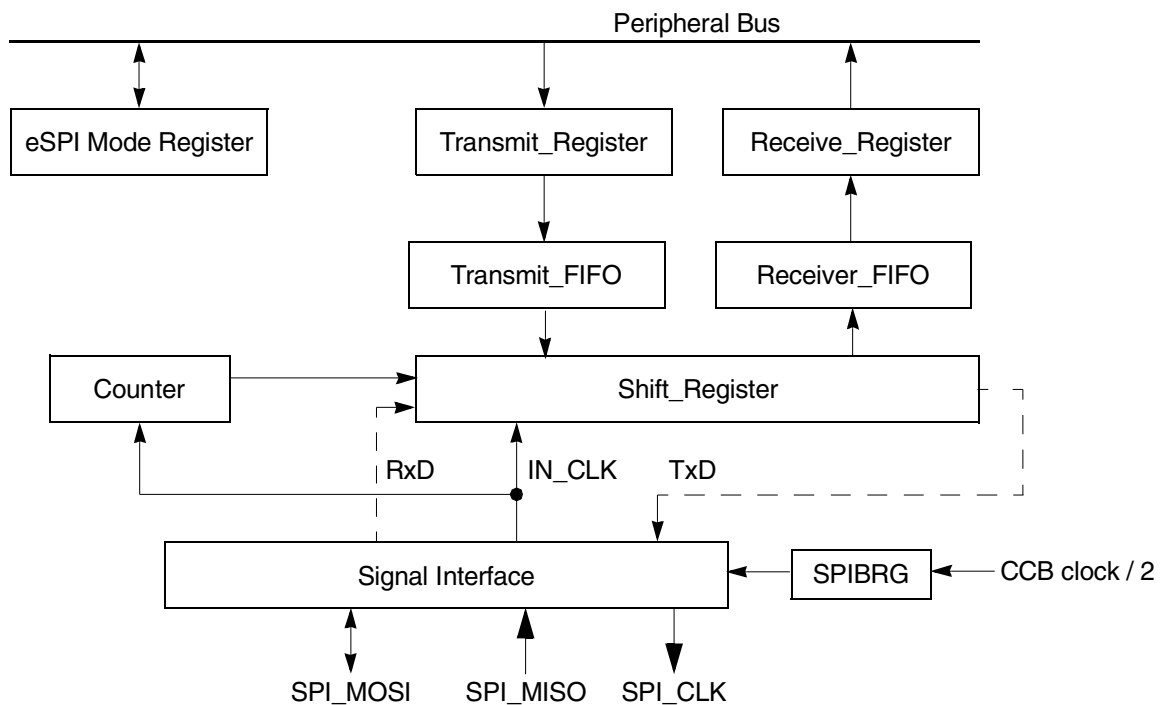 Peripheral Bus
eSPI Mode Register
Transmit_Register
Receive_Register
Transmit_FIFO
Receiver_FIFO
Counter
Shift_Register
RxD
IN_CLK
TxD
Signal Interface
SPIBRG
CCB clock / 2
SPI_MOSI
SPI_MISO
SPI_CLK